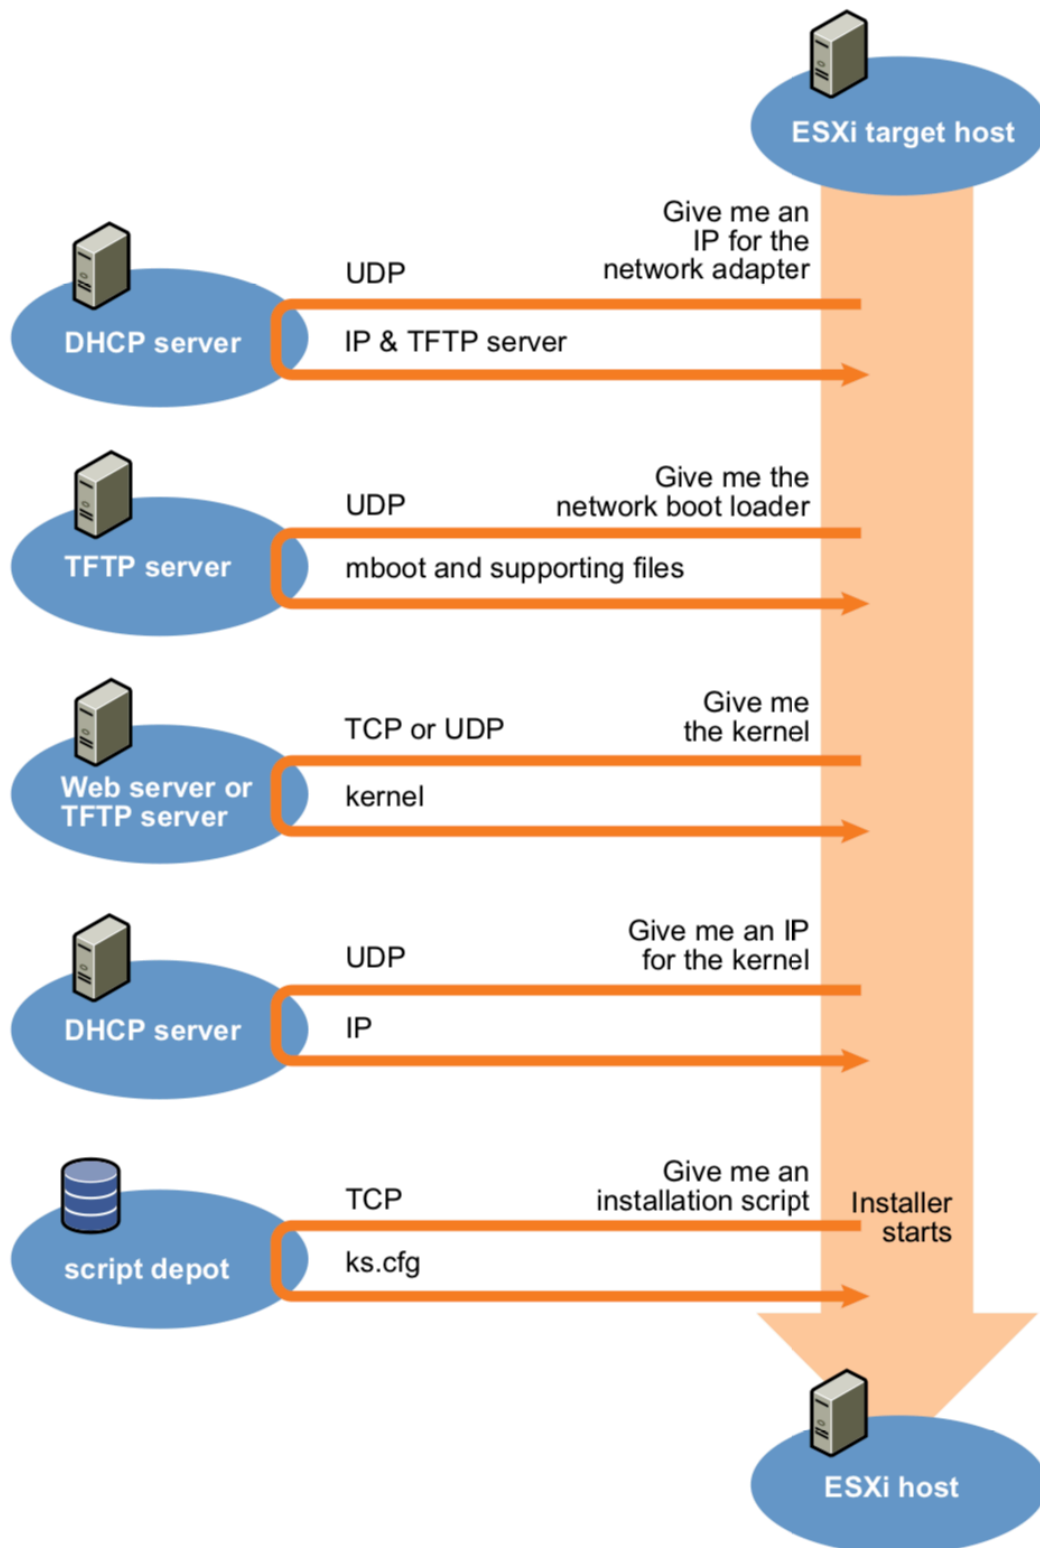 ESXi target host
Give me an
IP for the
network adapter
UDP
DHCP server
IP & TFTP server
Give me the
network boot loader
UDP
TFTP server
mboot and supporting files
Give me
the kernel
TCP or UDP
Web server or
TFTP server
kernel
Give me an IP
for the kernel
UDP
DHCP server
IP
Give me an
installation script
TCP
Installer
starts
script depot
ks.cfg
ESXi host